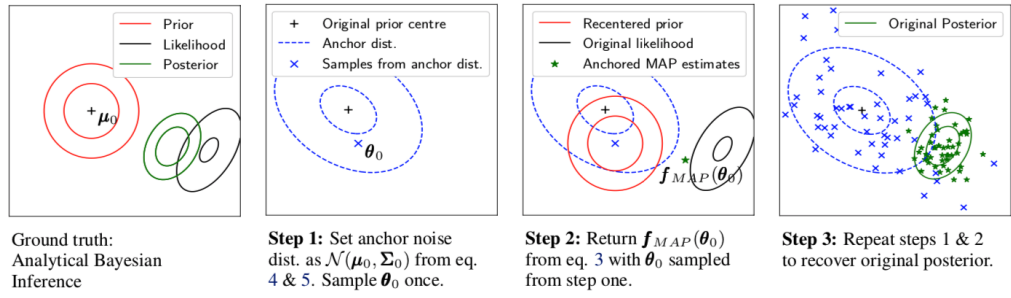 Prior
Likelihood
Posterior
μ₀
Original prior centre
Anchor dist.
Samples from anchor dist.
θ₀
Recentered prior
Original likelihood
Anchored MAP estimates
f_MAP(θ₀)
Original Posterior
Ground truth:
Analytical Bayesian
Inference
Step 1: Set anchor noise
dist. as 𝒩(μ₀, Σ₀) from eq.
4 & 5. Sample θ₀ once.
Step 2: Return f_MAP(θ₀)
from eq. 3 with θ₀ sampled
from step one.
Step 3: Repeat steps 1 & 2
to recover original posterior.